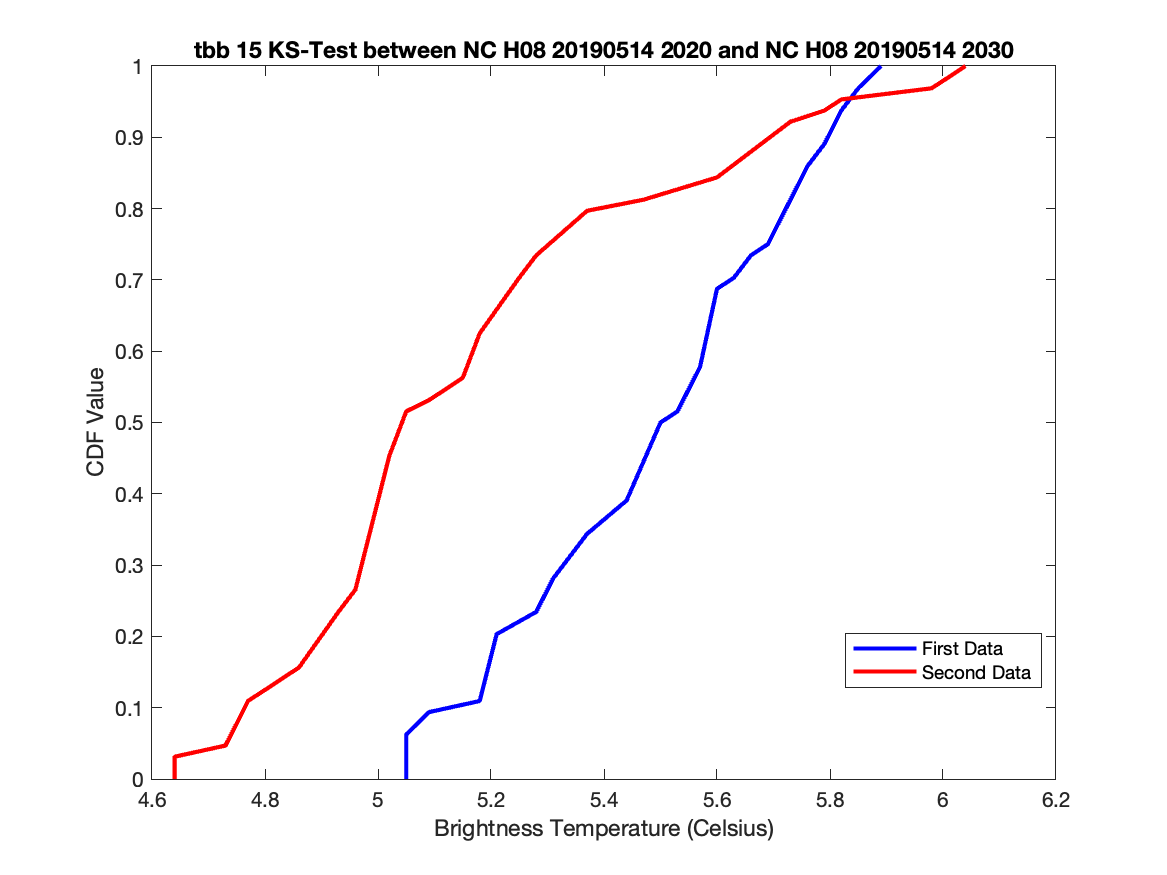 tbb 15 KS-Test between NC H08 20190514 2020 and NC H08 20190514 2030
1
0.9
0.8
0.7
0.6
0.5
0.4
0.3
0.2
0.1
0
CDF Value
First Data
Second Data
4.6 4.8 5 5.2 5.4 5.6 5.8 6 6.2
Brightness Temperature (Celsius)